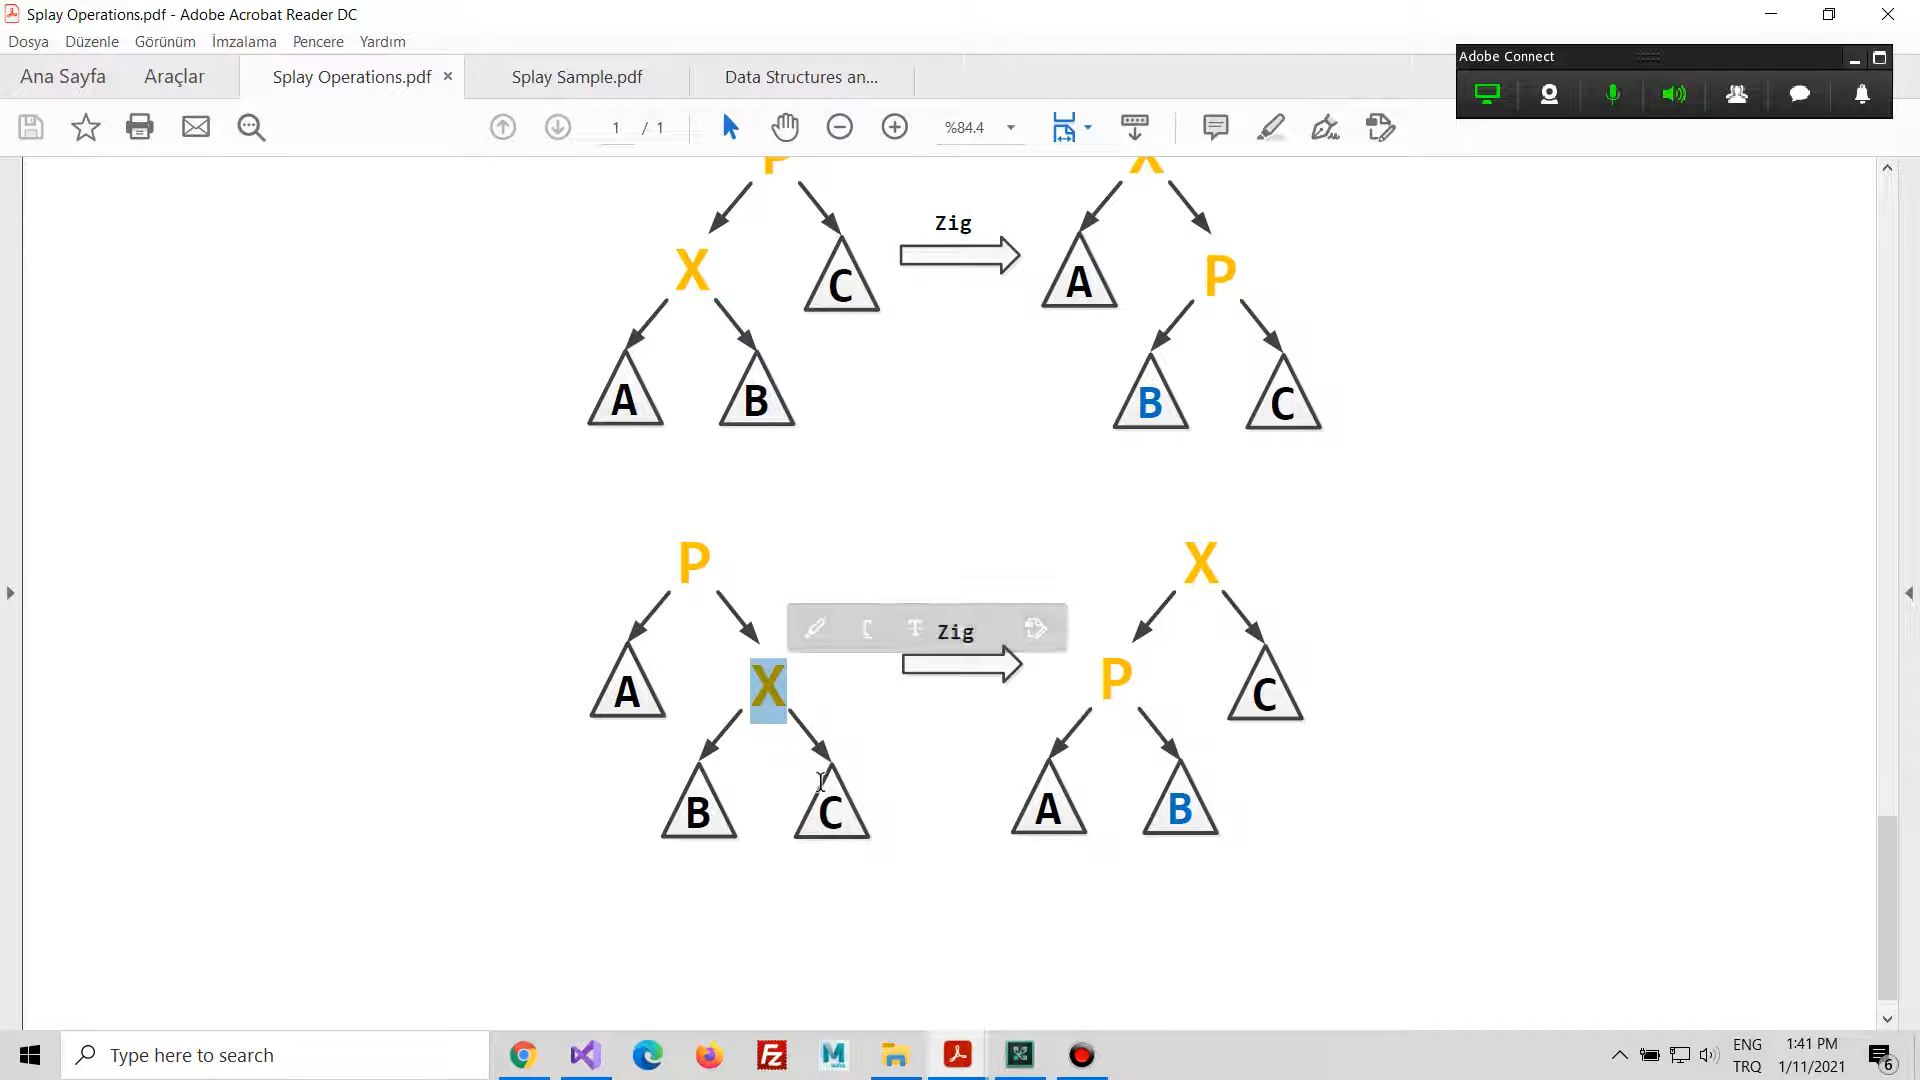 Splay Operations.pdf - Adobe Acrobat Reader DC
Dosya Düzenle Görünüm İmzalama Pencere Yardım
Adobe Connect
Ana Sayfa Araçlar Splay Operations.pdf × Splay Sample.pdf Data Structures an...
1 / 1 %84.4
P X
Zig
X C A P
A B B C
P X
Zig
A X P C
B C A B
Type here to search
ENG 1:41 PM
TRQ 1/11/2021 6